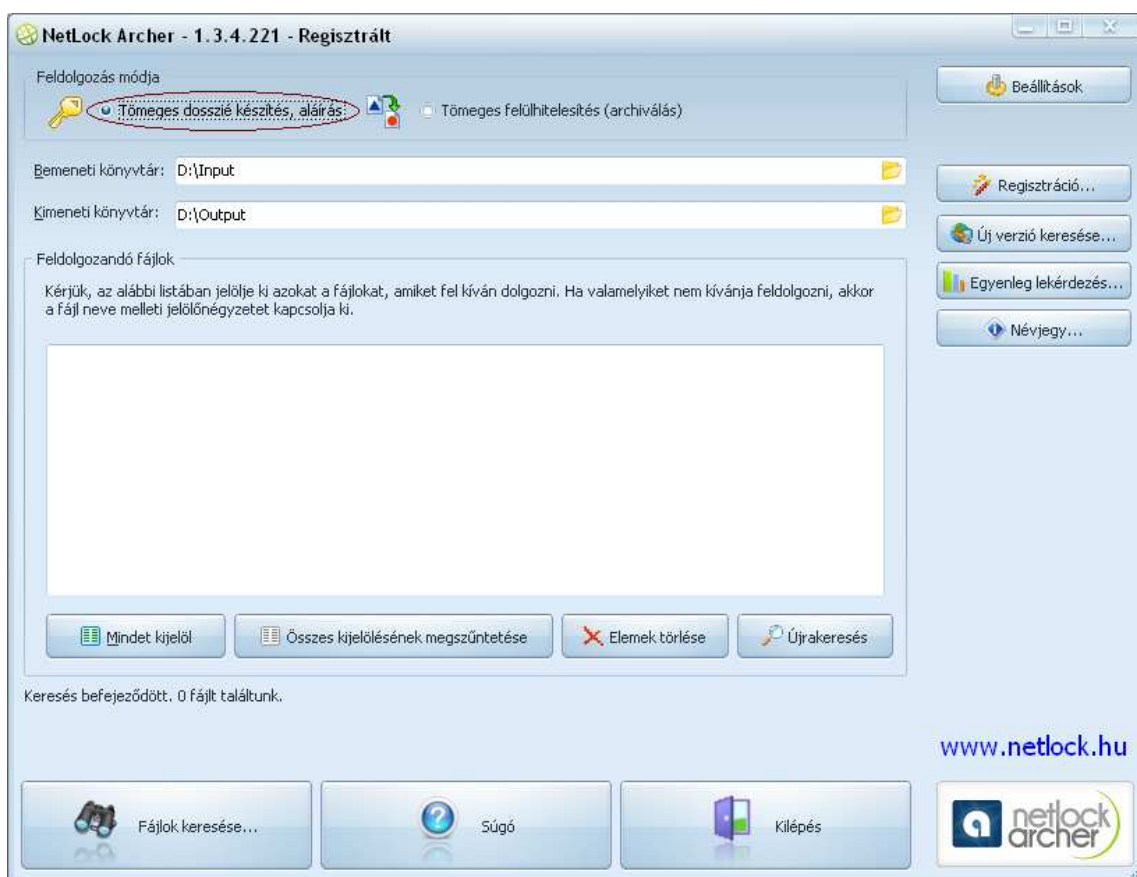 NetLock Archer - 1.3.4.221 - Regisztrált
Feldolgozás módja
Tömeges dosszié készítés, aláírás
Tömeges felülhitelesítés (archiválás)
Beállítások
Bemeneti könyvtár: D:\Input
Kimeneti könyvtár: D:\Output
Regisztráció...
Új verzió keresése...
Egyenleg lekérdezés...
Névjegy...
Feldolgozandó fájlok
Kérjük, az alábbi listában jelölje ki azokat a fájlokat, amiket fel kíván dolgozni. Ha valamelyiket nem kívánja feldolgozni, akkor
a fájl neve melleti jelölőnégyzetet kapcsolja ki.
Mindet kijelöl
Összes kijelölésének megszűntetése
Elemek törlése
Újrakeresés
Keresés befejeződött. 0 fájlt találtunk.
www.netlock.hu
Fájlok keresése...
Súgó
Kilépés
a netlock
archer